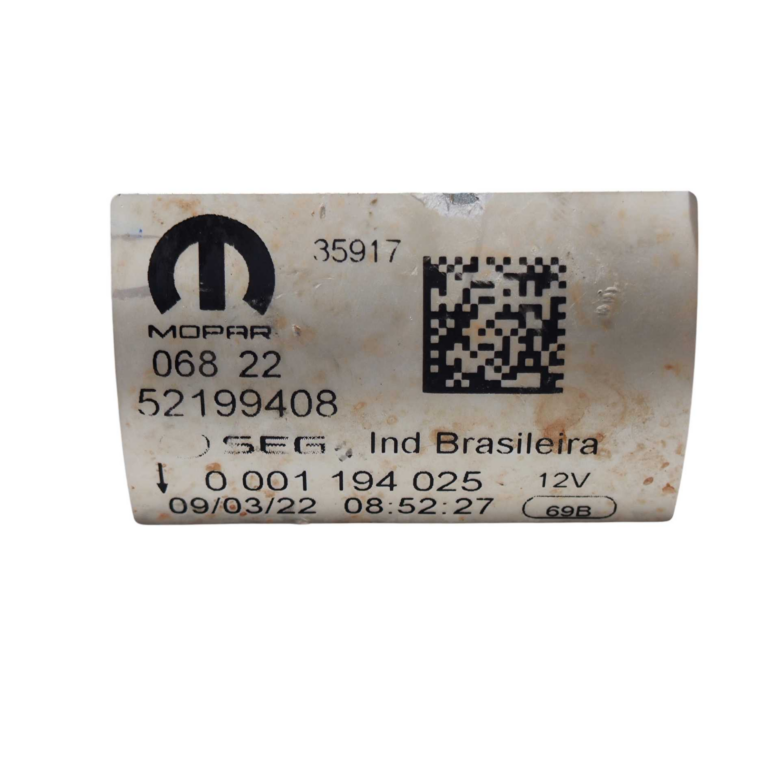 35917
MOPAR
068 22
52199408
SEG Ind Brasileira
0 001 194 025 12V
09/03/22 08:52:27 69B